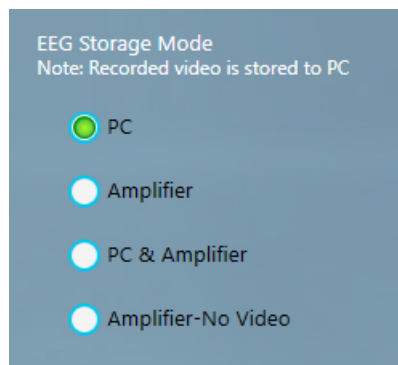 EEG Storage Mode
Note: Recorded video is stored to PC
PC
Amplifier
PC & Amplifier
Amplifier-No Video